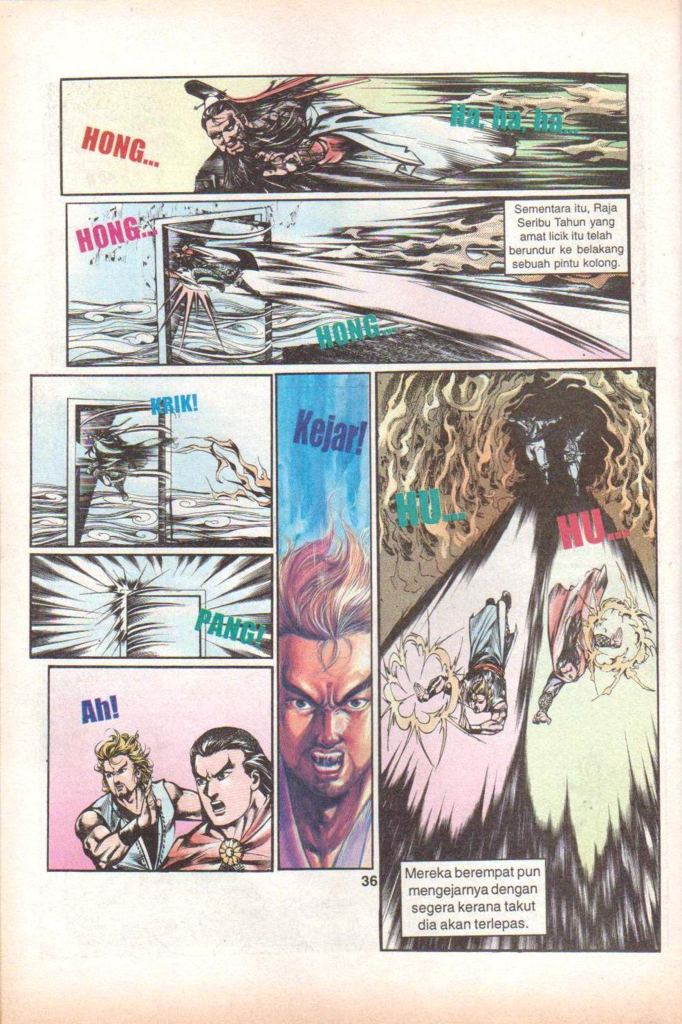 HONG...
Ha, ha, ha...
HONG...
Sementara itu, Raja
Seribu Tahun yang
amat licik itu telah
berundur ke belakang
sebuah pintu kolong.
HONG...
KRIK!
PANG!
Ah!
Kejar!
HU...
HU...
Mereka berempat pun
mengejarnya dengan
segera kerana takut
dia akan terlepas.
36